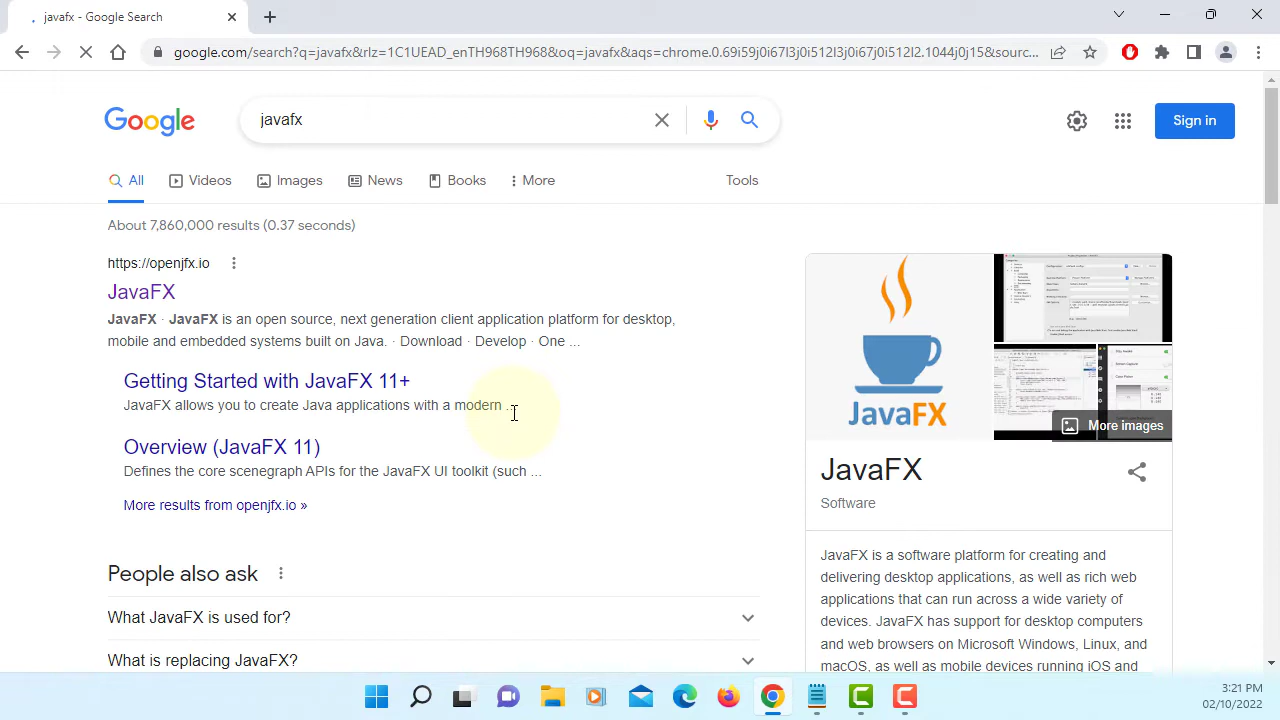 javafx - Google Search
google.com/search?q=javafx&rlz=1C1UEAD_enTH968TH968&oq=javafx&aqs=chrome.0.69i59j0i67l3j0i512l3j0i67j0i512l2.1044j0j15&sourc...
Google
javafx
Sign in
All
Videos
Images
News
Books
More
Tools
About 7,860,000 results (0.37 seconds)
https://openjfx.io
JavaFX
JavaFX · JavaFX is an open source, next generation client application platform for desktop,
mobile and embedded systems built on Java ... · Develop · One ...
Getting Started with JavaFX 11+
JavaFX allows you to create Java applications with a modern ...
Overview (JavaFX 11)
Defines the core scenegraph APIs for the JavaFX UI toolkit (such ...
More results from openjfx.io »
People also ask
What JavaFX is used for?
What is replacing JavaFX?
JavaFX
More images
JavaFX
Software
JavaFX is a software platform for creating and
delivering desktop applications, as well as rich web
applications that can run across a wide variety of
devices. JavaFX has support for desktop computers
and web browsers on Microsoft Windows, Linux, and
macOS, as well as mobile devices running iOS and
3:21 PM
02/10/2022